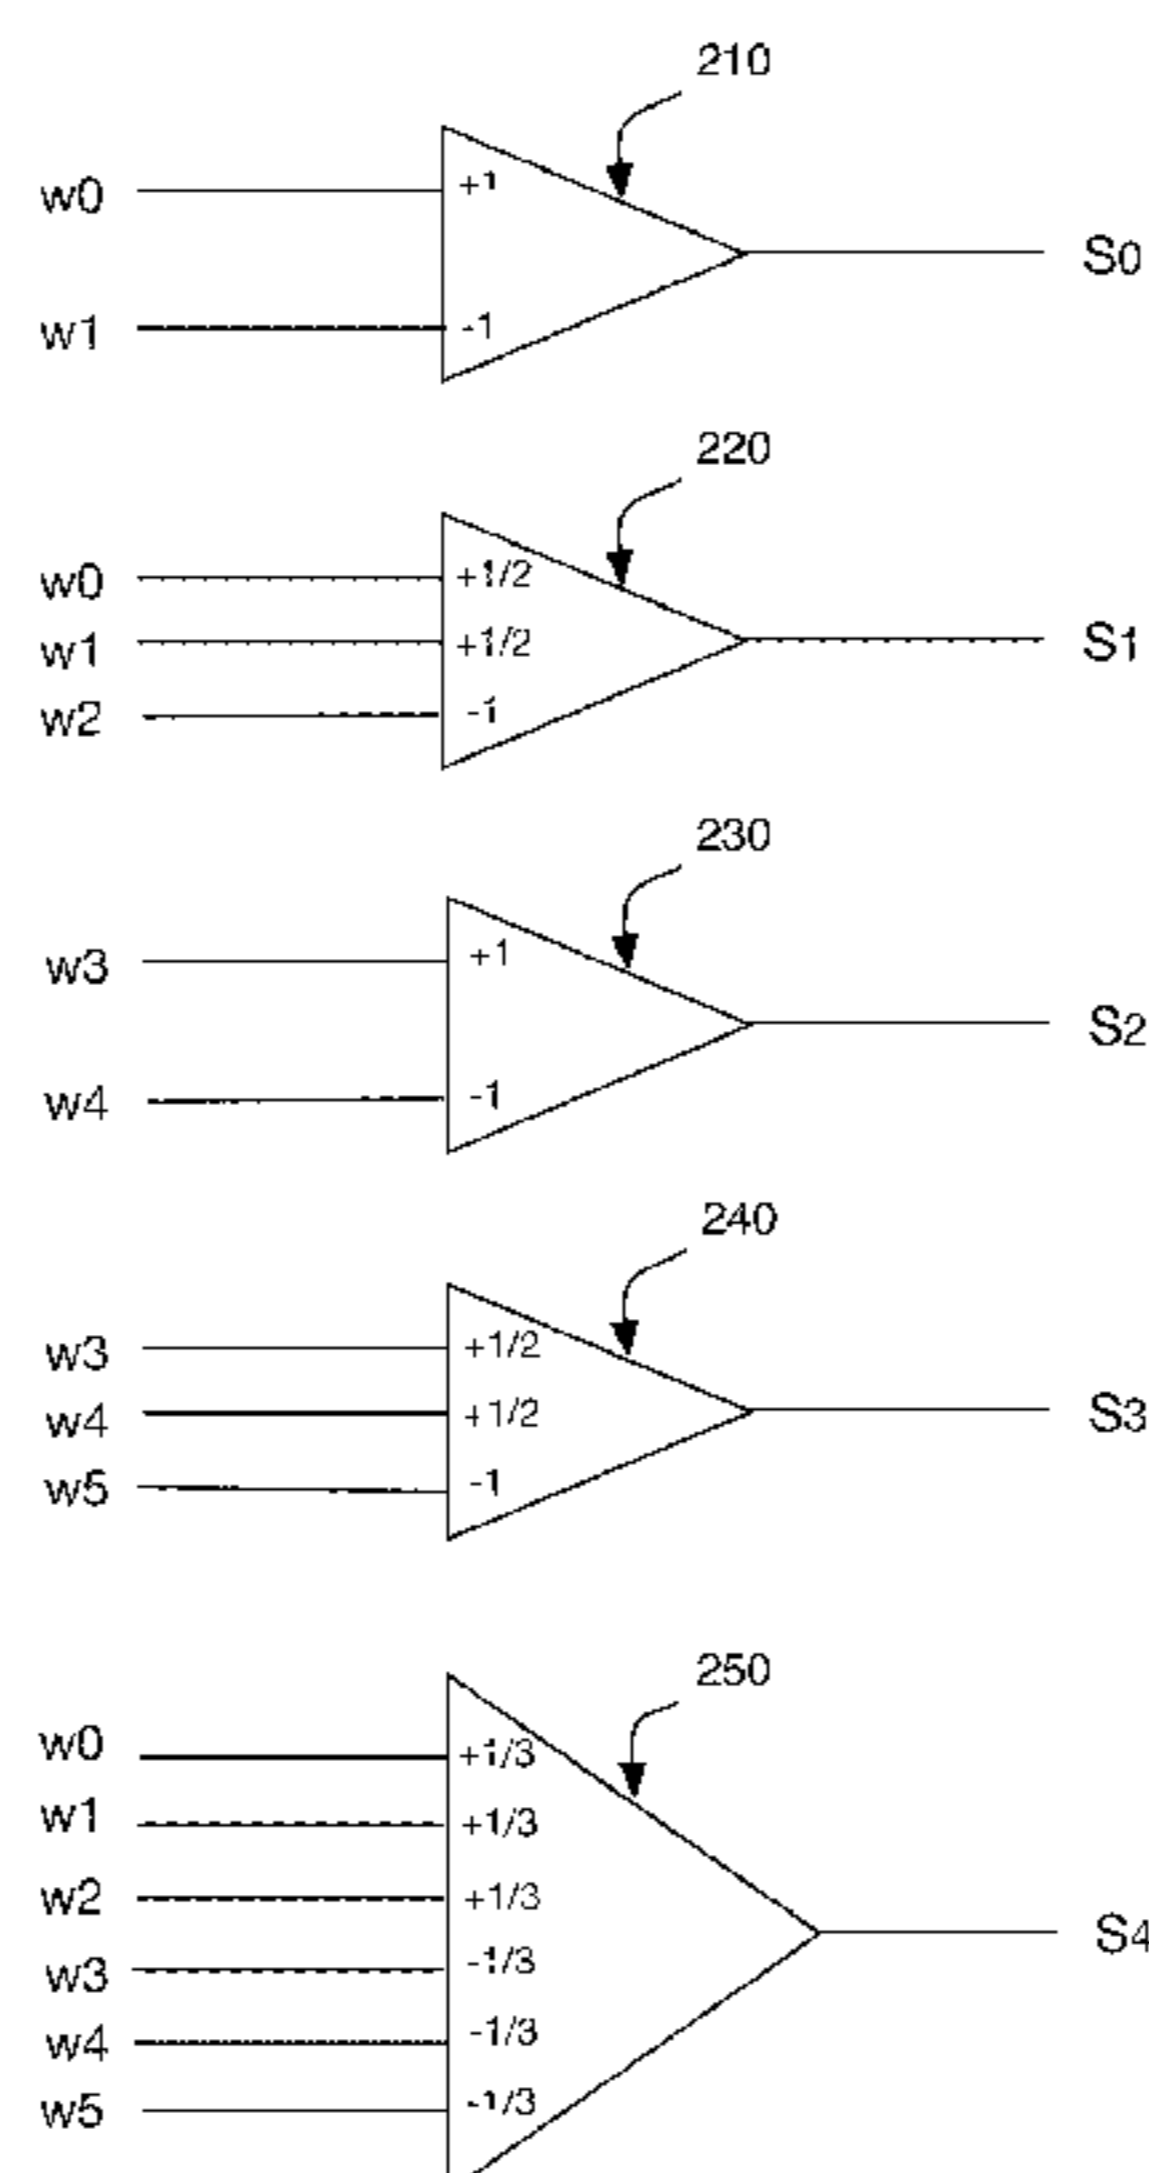 210
w0 +1
S0
w1 -1
220
w0 +1/2
w1 +1/2 S1
w2 -1
230
w3 +1
S2
w4 -1
240
w3 +1/2
w4 +1/2 S3
w5 -1
250
w0 +1/3
w1 +1/3
w2 +1/3
S4
w3 -1/3
w4 -1/3
w5 -1/3